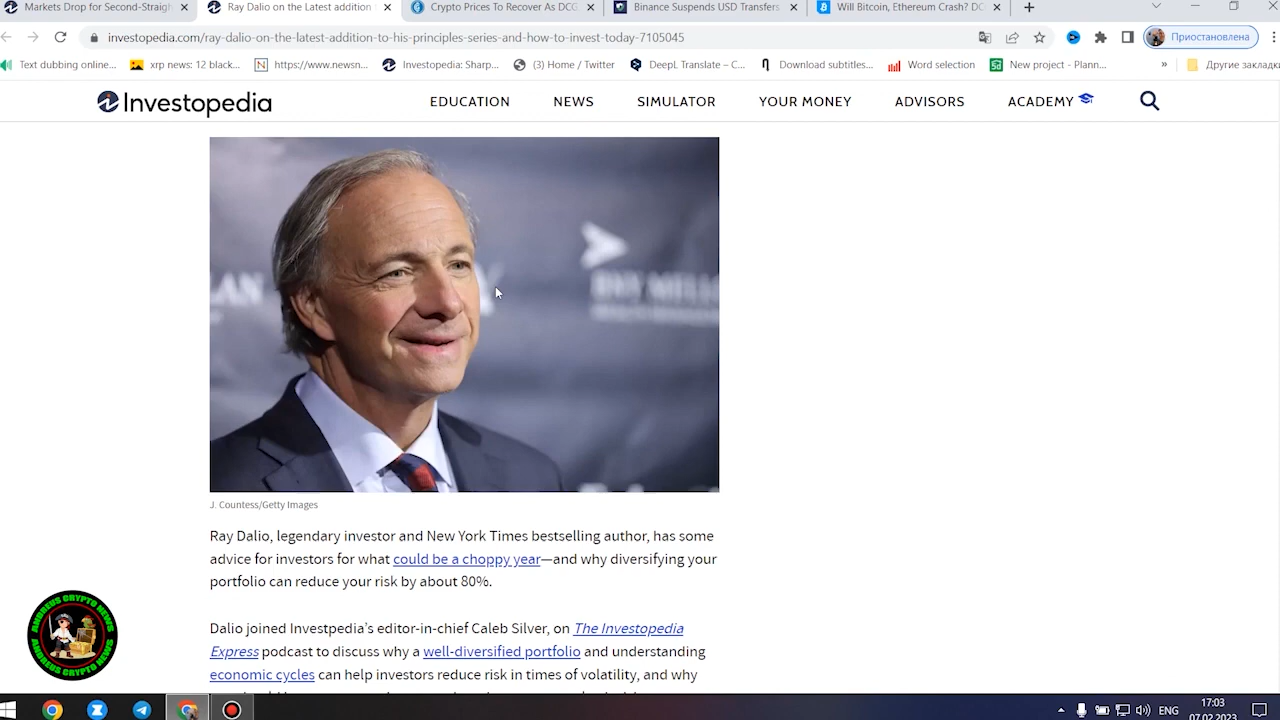 Markets Drop for Second-Straigh
Ray Dalio on the Latest addition
Crypto Prices To Recover As DCG
Binance Suspends USD Transfers
Will Bitcoin, Ethereum Crash? DC
investopedia.com/ray-dalio-on-the-latest-addition-to-his-principles-series-and-how-to-invest-today-7105045
Приостановлена
Text dubbing online...
xrp news: 12 black...
https://www.newsn...
Investopedia: Sharp...
(3) Home / Twitter
DeepL Translate – C...
Download subtitles...
Word selection
New project - Plann...
»
Другие закладки
Investopedia
EDUCATION
NEWS
SIMULATOR
YOUR MONEY
ADVISORS
ACADEMY
J. Countess/Getty Images
Ray Dalio, legendary investor and New York Times bestselling author, has some
advice for investors for what could be a choppy year—and why diversifying your
portfolio can reduce your risk by about 80%.
Dalio joined Investpedia's editor-in-chief Caleb Silver, on The Investopedia
Express podcast to discuss why a well-diversified portfolio and understanding
economic cycles can help investors reduce risk in times of volatility, and why
ANDREUS CRYPTO NEWS
ANDREUS CRYPTO NEWS
ENG
17:03
07.02.2023